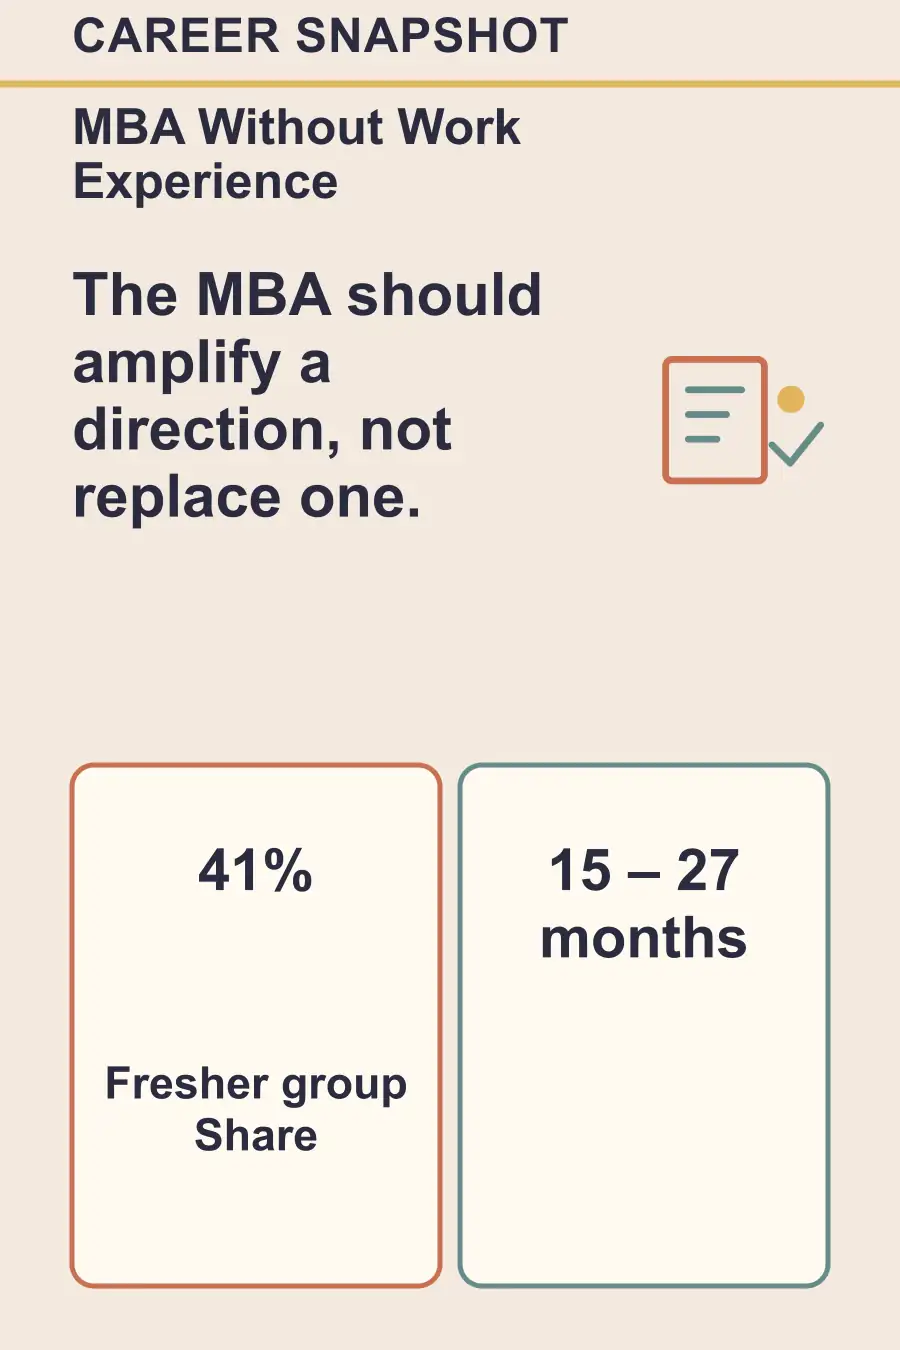 CAREER SNAPSHOT
MBA Without Work
Experience
The MBA should
amplify a
direction, not
replace one.
41%
Fresher group
Share
15 – 27
months